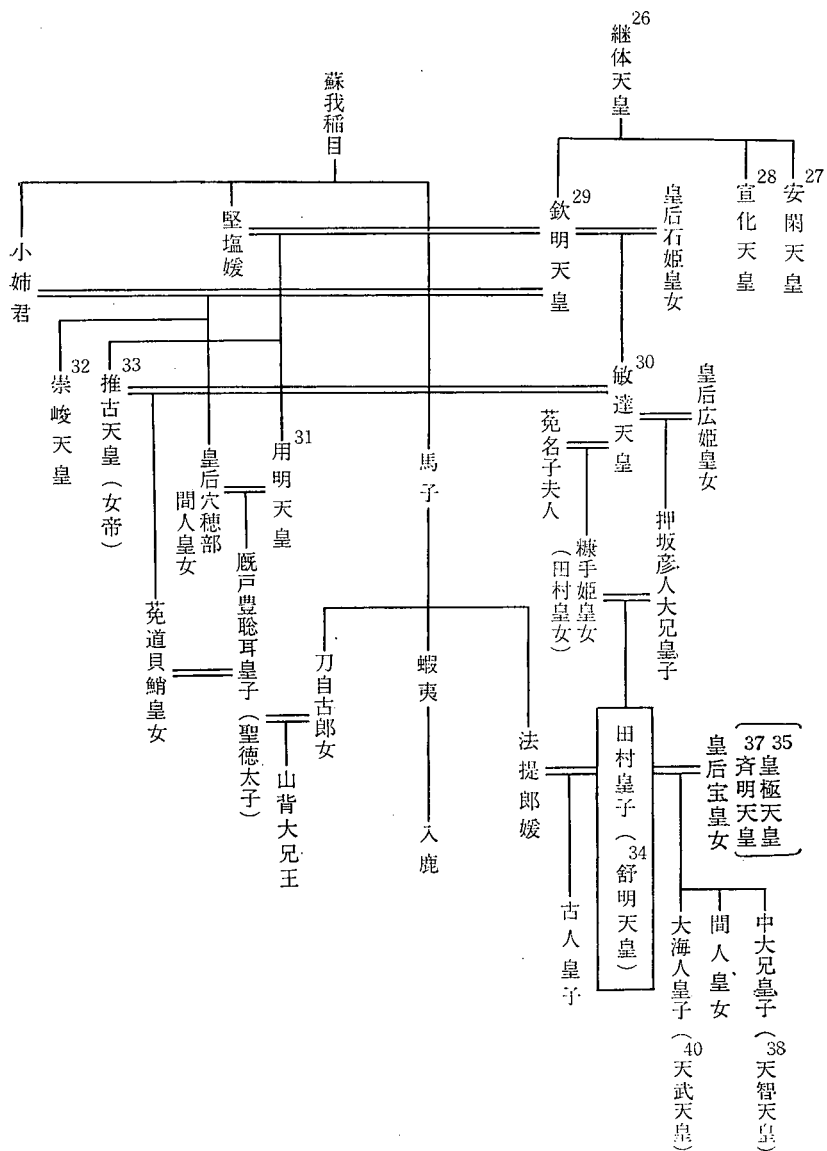 26
継体天皇
蘇我稲目
27
安閑天皇
28
宣化天皇
皇后石姫皇女
29
欽明天皇
堅塩媛
小姉君
皇后広姫皇女
30
敏達天皇
莬名子夫人
押坂彦人大兄皇子
糠手姫皇女
(田村皇女)
馬子
31
用明天皇
皇后穴穂部
間人皇女
33
推古天皇(女帝)
32
崇峻天皇
厩戸豊聡耳皇子(聖徳太子)
莬道貝鮹皇女
刀自古郎女
山背大兄王
蝦夷
入鹿
法提郎媛
田村皇子(舒明天皇)
34
35
皇極天皇
37
斉明天皇
皇后宝皇女
古人皇子
中大兄皇子(天智天皇)
38
間人皇女
大海人皇子(天武天皇)
40